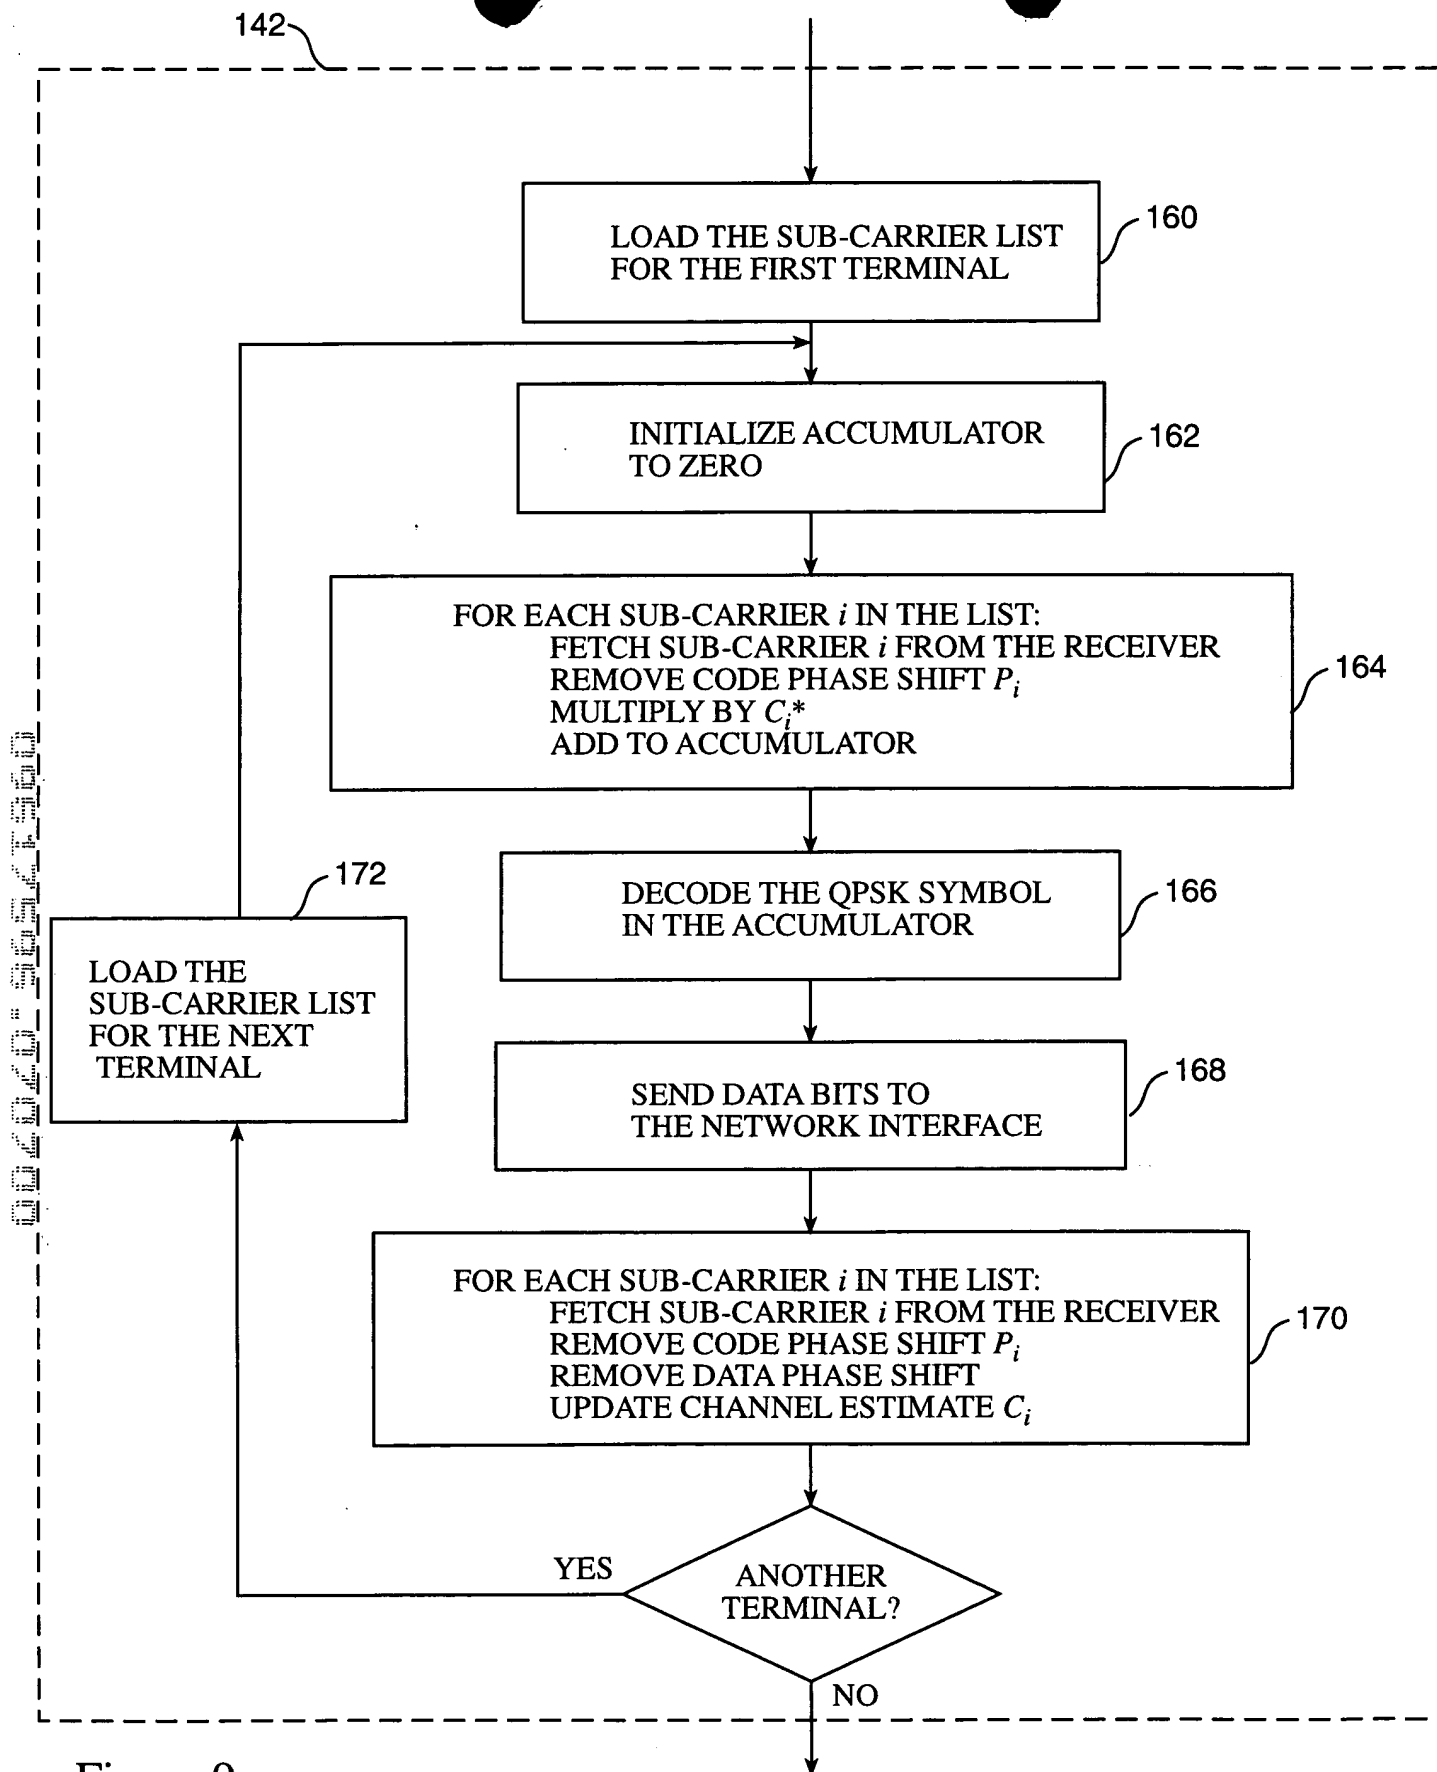 142
LOAD THE SUB-CARRIER LIST
FOR THE FIRST TERMINAL
160
INITIALIZE ACCUMULATOR
TO ZERO
162
FOR EACH SUB-CARRIER i IN THE LIST:
FETCH SUB-CARRIER i FROM THE RECEIVER
REMOVE CODE PHASE SHIFT Pi
MULTIPLY BY Ci*
ADD TO ACCUMULATOR
164
DECODE THE QPSK SYMBOL
IN THE ACCUMULATOR
166
172
LOAD THE
SUB-CARRIER LIST
FOR THE NEXT
TERMINAL
SEND DATA BITS TO
THE NETWORK INTERFACE
168
FOR EACH SUB-CARRIER i IN THE LIST:
FETCH SUB-CARRIER i FROM THE RECEIVER
REMOVE CODE PHASE SHIFT Pi
REMOVE DATA PHASE SHIFT
UPDATE CHANNEL ESTIMATE Ci
170
YES
ANOTHER
TERMINAL?
NO